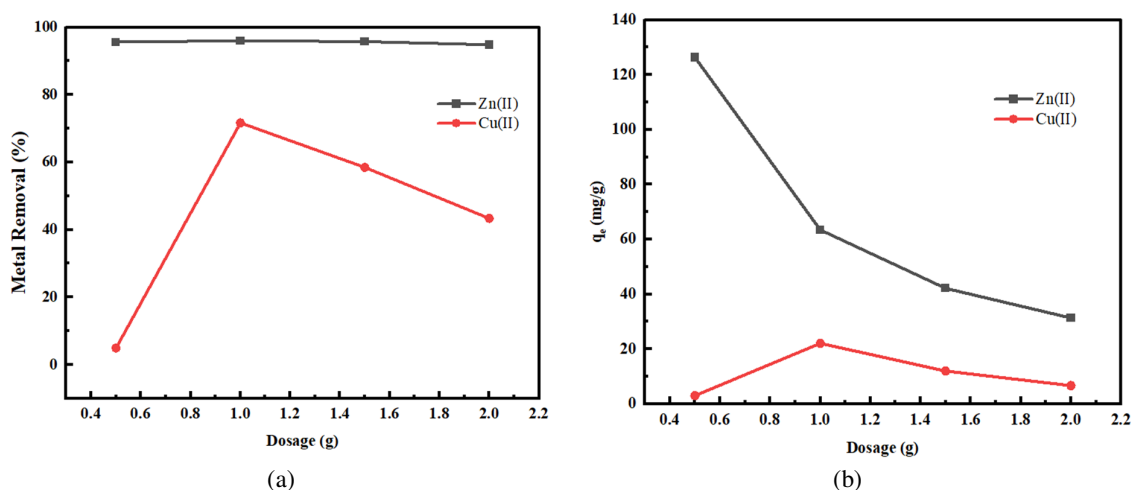 100
80
60
40
20
0
Metal Removal (%)
Zn(II)
Cu(II)
0.4 0.6 0.8 1.0 1.2 1.4 1.6 1.8 2.0 2.2
Dosage (g)
(a)
140
120
100
80
60
40
20
0
qₑ (mg/g)
Zn(II)
Cu(II)
0.4 0.6 0.8 1.0 1.2 1.4 1.6 1.8 2.0 2.2
Dosage (g)
(b)